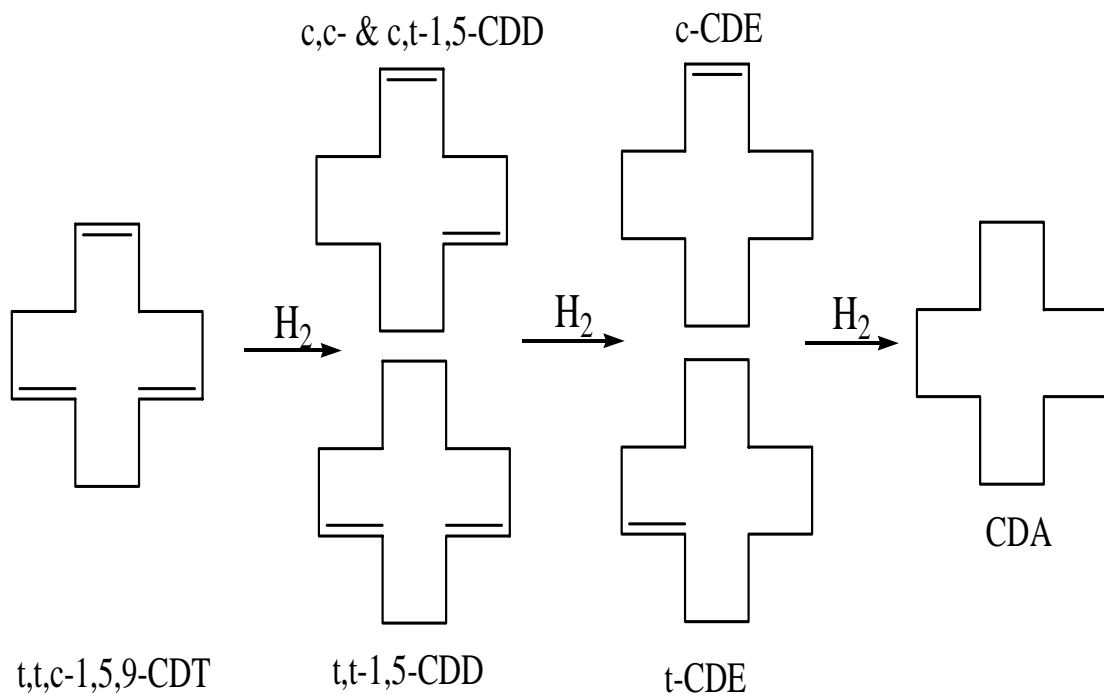 c,c- & c,t-1,5-CDD
c-CDE
H₂
H₂
H₂
CDA
t,t,c-1,5,9-CDT
t,t-1,5-CDD
t-CDE